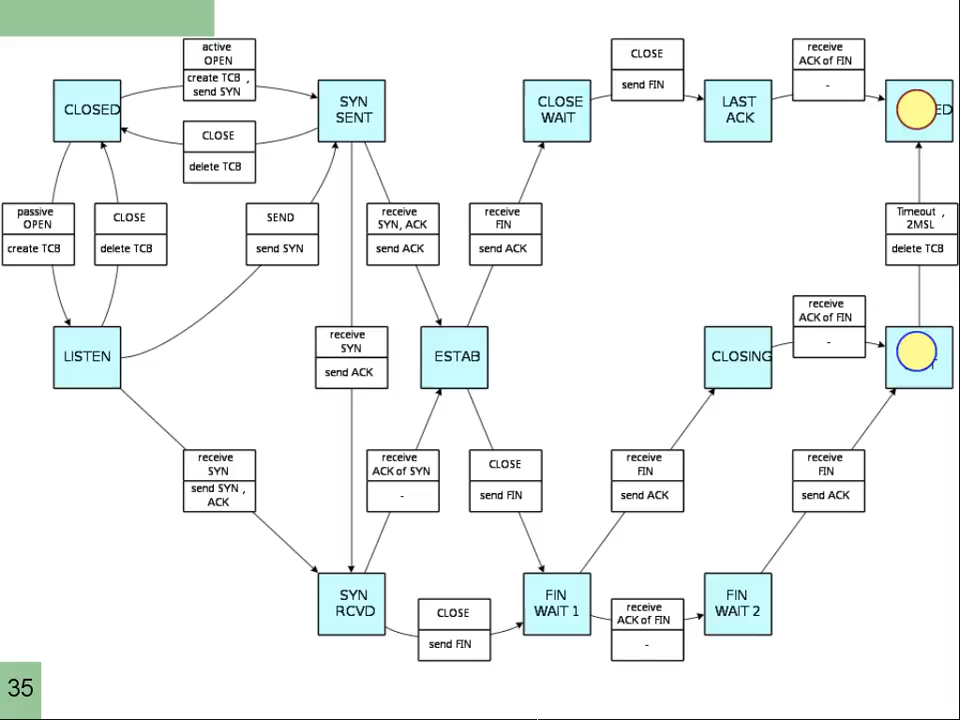 active
OPEN
create TCB ,
send SYN
CLOSED
SYN
SENT
CLOSE
delete TCB
CLOSE
send FIN
receive
ACK of FIN
-
CLOSE
WAIT
LAST
ACK
ED
passive
OPEN
create TCB
CLOSE
delete TCB
SEND
send SYN
receive
SYN, ACK
send ACK
receive
FIN
send ACK
Timeout ,
2MSL
delete TCB
LISTEN
receive
SYN
send ACK
ESTAB
CLOSING
receive
ACK of FIN
-
receive
SYN
send SYN ,
ACK
receive
ACK of SYN
-
CLOSE
send FIN
receive
FIN
send ACK
receive
FIN
send ACK
SYN
RCVD
CLOSE
send FIN
FIN
WAIT 1
receive
ACK of FIN
-
FIN
WAIT 2
35